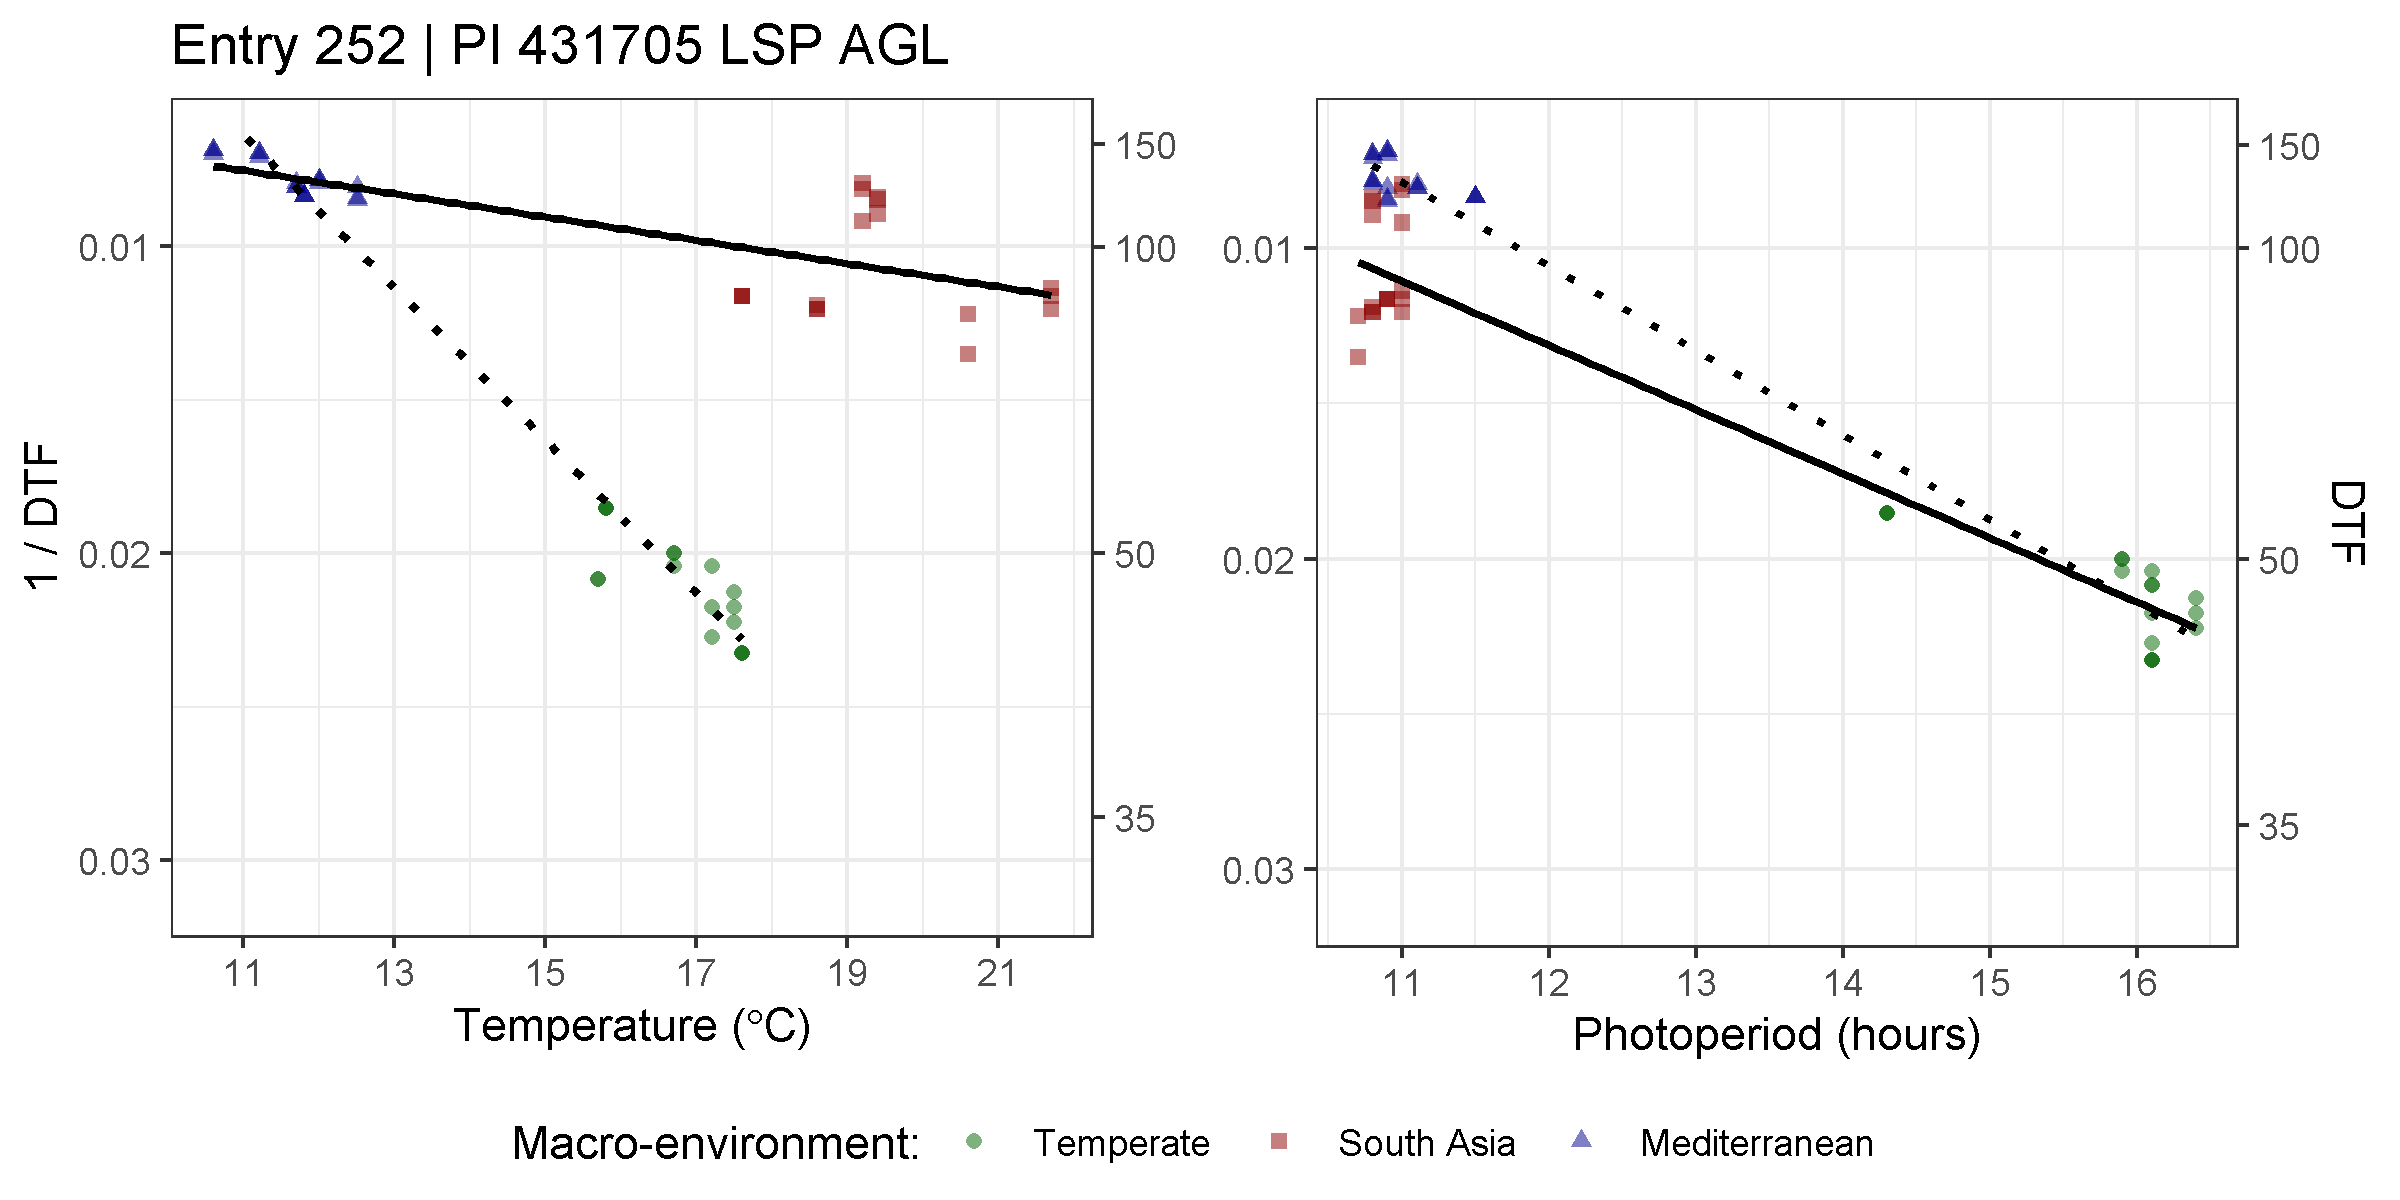 Entry 252 | PI 431705 LSP AGL
1 / DTF
0.01
0.02
0.03
150
100
50
35
11 13 15 17 19 21
Temperature (°C)
0.01
0.02
0.03
150
100
50
35
DTF
11 12 13 14 15 16
Photoperiod (hours)
Macro-environment: Temperate South Asia Mediterranean